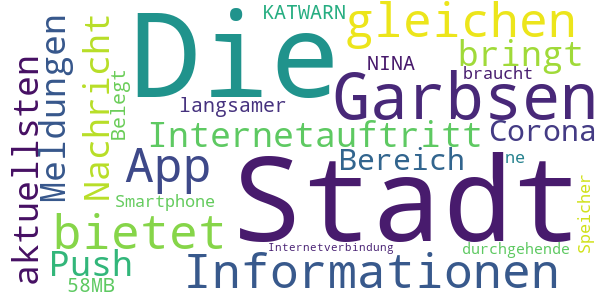 KATWARN
gleichen
Die
bringt
NINA
braucht
Meldungen
Nachricht
aktuellsten
Belegt
langsamer
Garbsen
Internetauftritt
Corona
App
Bereich
ne
Stadt
Smartphone
Speicher
bietet
Internetverbindung
durchgehende
Push
Informationen
58MB